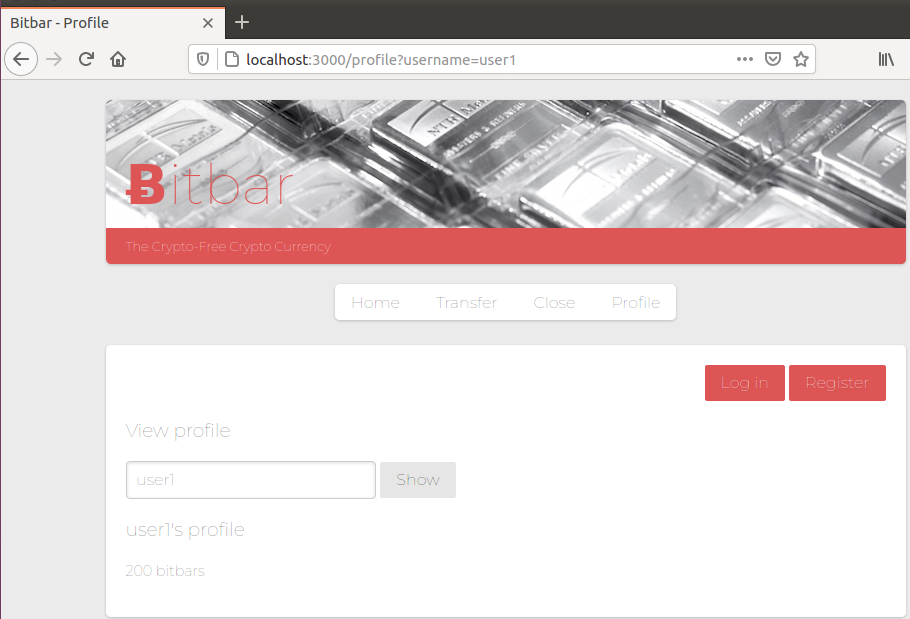 Bitbar - Profile
localhost:3000/profile?username=user1
Ƀitbar
The Crypto-Free Crypto Currency
Home Transfer Close Profile
Log in Register
View profile
user1 Show
user1's profile
200 bitbars